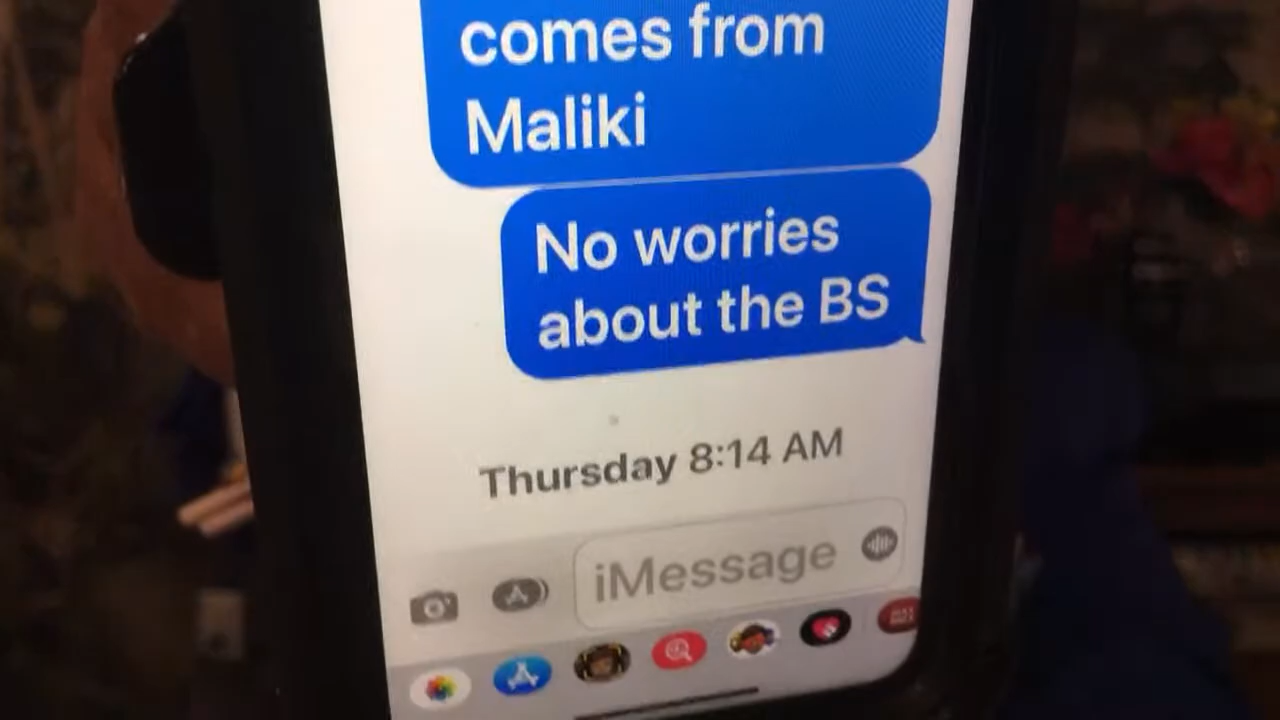 comes from
Maliki
No worries
about the BS
Thursday 8:14 AM
iMessage